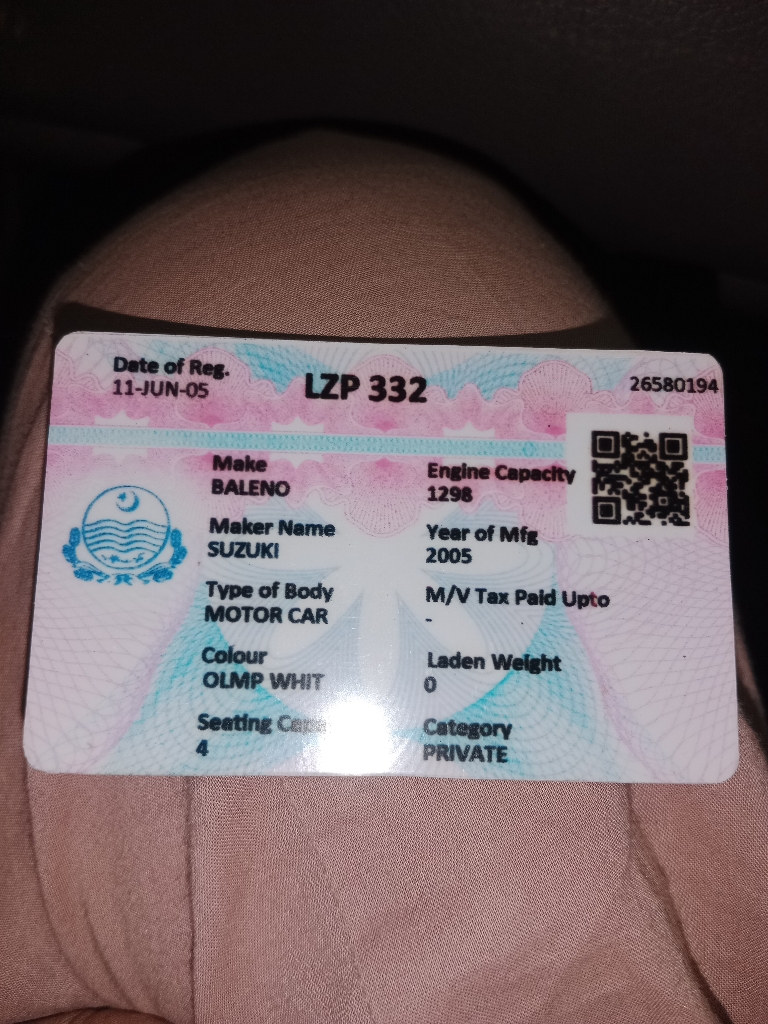 Date of Reg.
11-JUN-05
LZP 332
26580194
Make
BALENO
Engine Capacity
1298
Maker Name
SUZUKI
Year of Mfg
2005
Type of Body
MOTOR CAR
M/V Tax Paid Upto
-
Colour
OLMP WHIT
Laden Weight
0
Seating
4
Category
PRIVATE